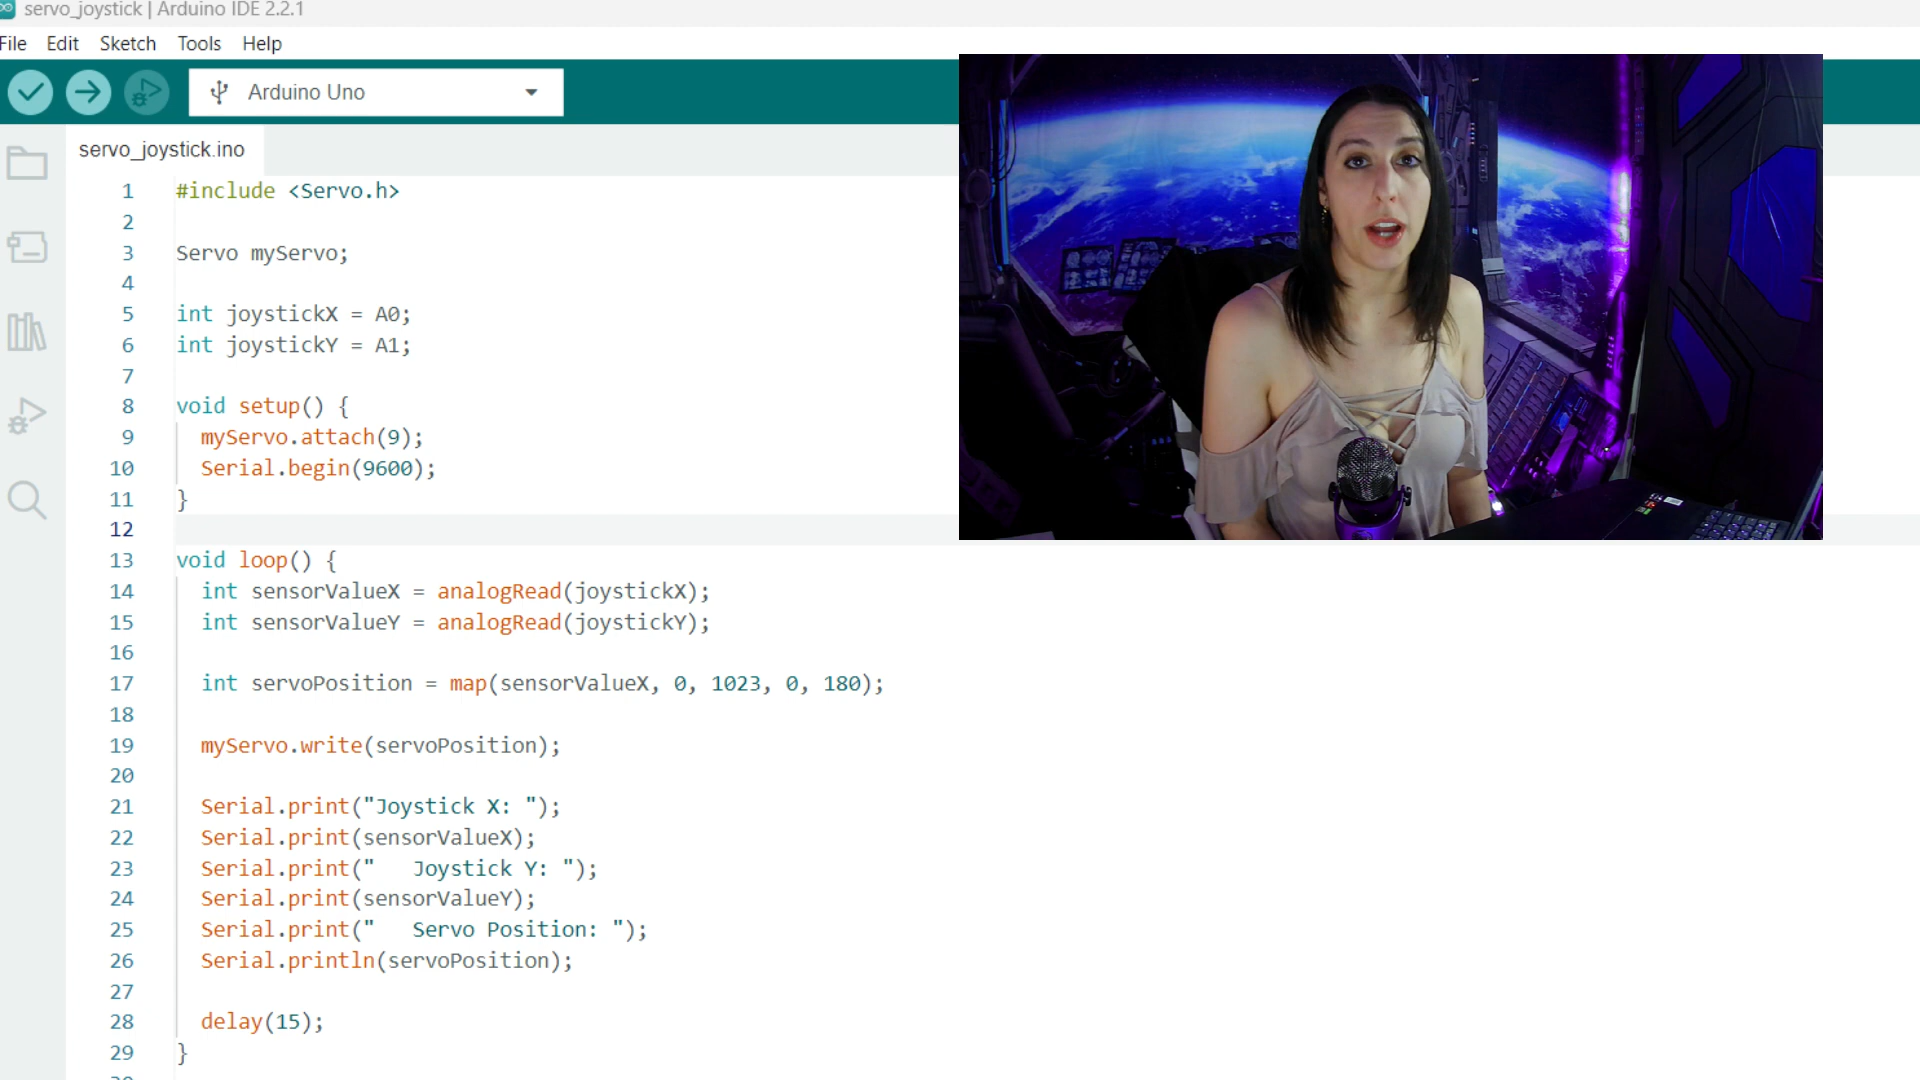 servo_joystick | Arduino IDE 2.2.1
File Edit Sketch Tools Help
Arduino Uno
servo_joystick.ino
1 #include <Servo.h>
2
3 Servo myServo;
4
5 int joystickX = A0;
6 int joystickY = A1;
7
8 void setup() {
9 myServo.attach(9);
10 Serial.begin(9600);
11 }
12
13 void loop() {
14 int sensorValueX = analogRead(joystickX);
15 int sensorValueY = analogRead(joystickY);
16
17 int servoPosition = map(sensorValueX, 0, 1023, 0, 180);
18
19 myServo.write(servoPosition);
20
21 Serial.print("Joystick X: ");
22 Serial.print(sensorValueX);
23 Serial.print("   Joystick Y: ");
24 Serial.print(sensorValueY);
25 Serial.print("   Servo Position: ");
26 Serial.println(servoPosition);
27
28 delay(15);
29 }